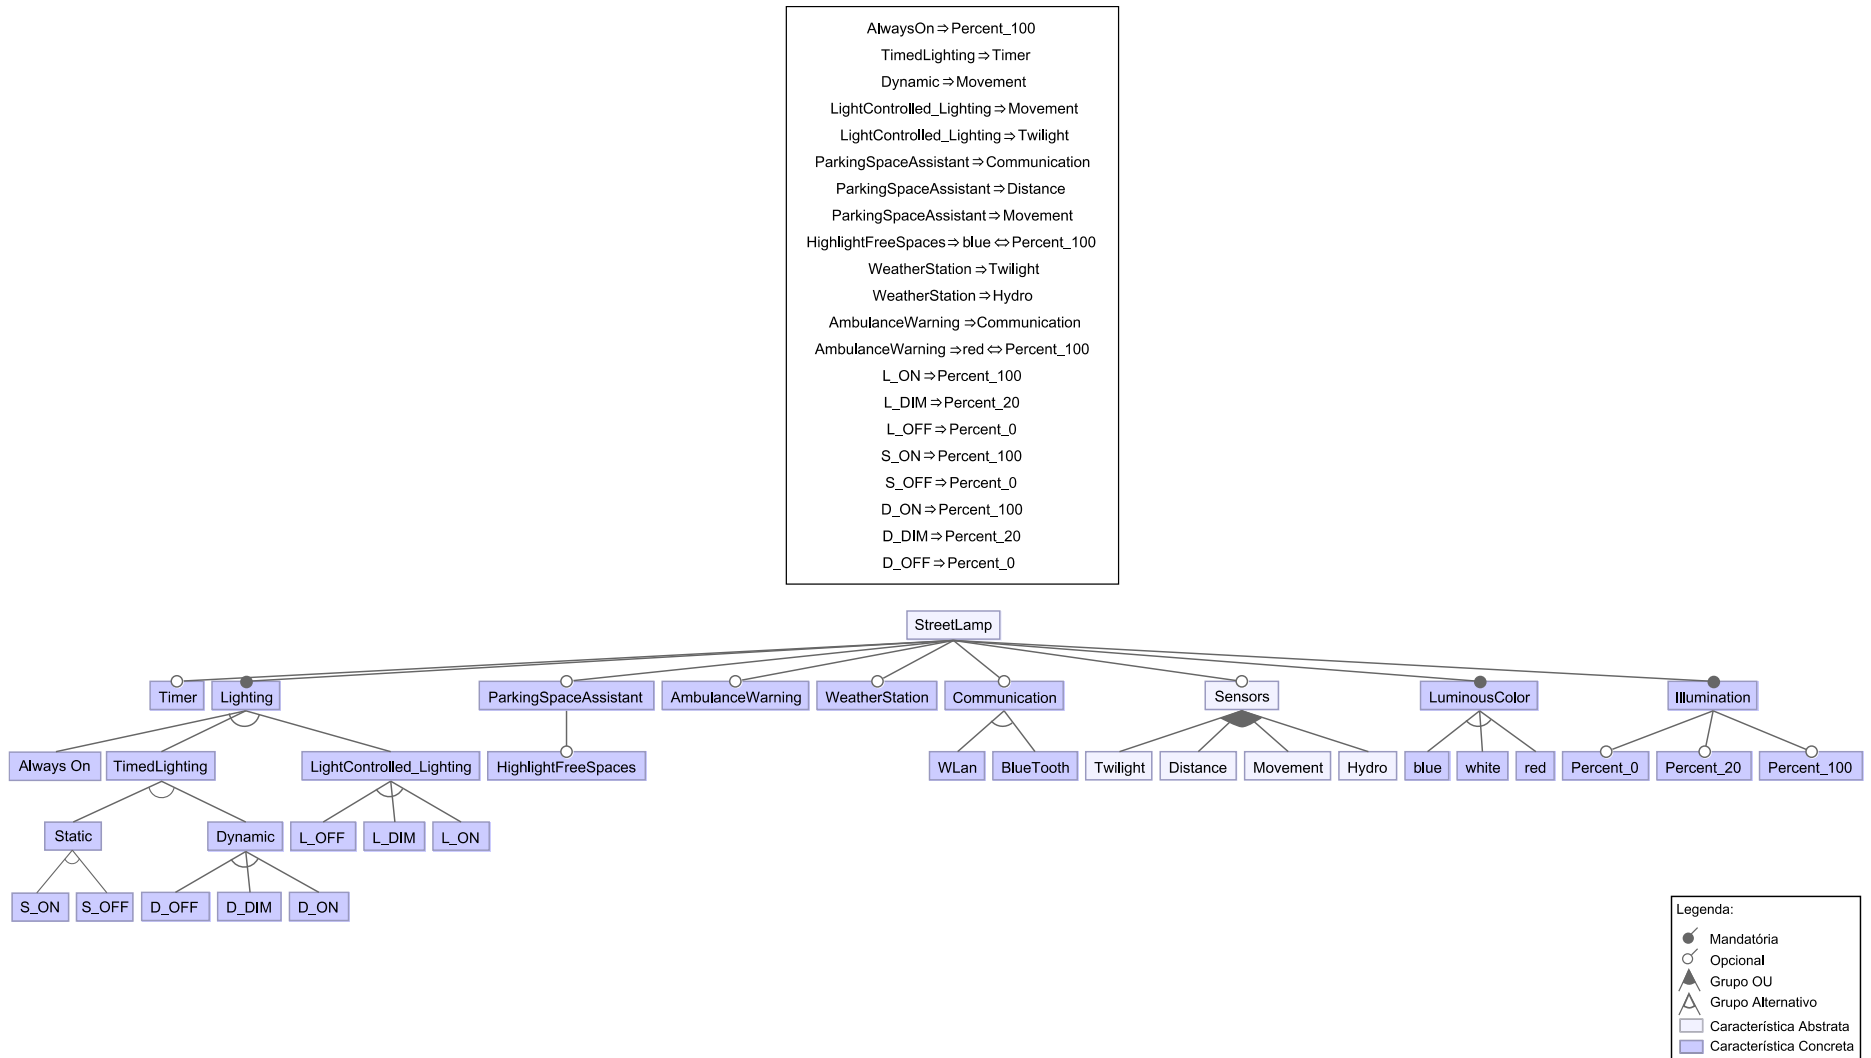 AlwaysOn⇒Percent_100
TimedLighting⇒Timer
Dynamic⇒Movement
LightControlled_Lighting⇒Movement
LightControlled_Lighting⇒Twilight
ParkingSpaceAssistant⇒Communication
ParkingSpaceAssistant⇒Distance
ParkingSpaceAssistant⇒Movement
HighlightFreeSpaces⇒blue⇔Percent_100
WeatherStation⇒Twilight
WeatherStation⇒Hydro
AmbulanceWarning⇒Communication
AmbulanceWarning⇒red⇔Percent_100
L_ON⇒Percent_100
L_DIM⇒Percent_20
L_OFF⇒Percent_0
S_ON⇒Percent_100
S_OFF⇒Percent_0
D_ON⇒Percent_100
D_DIM⇒Percent_20
D_OFF⇒Percent_0
StreetLamp
Timer Lighting ParkingSpaceAssistant AmbulanceWarning WeatherStation Communication Sensors LuminousColor Illumination
Always On TimedLighting LightControlled_Lighting HighlightFreeSpaces WLan BlueTooth Twilight Distance Movement Hydro blue white red Percent_0 Percent_20 Percent_100
Static Dynamic L_OFF L_DIM L_ON
S_ON S_OFF D_OFF D_DIM D_ON
Legenda:
Mandatória
Opcional
Grupo OU
Grupo Alternativo
Característica Abstrata
Característica Concreta